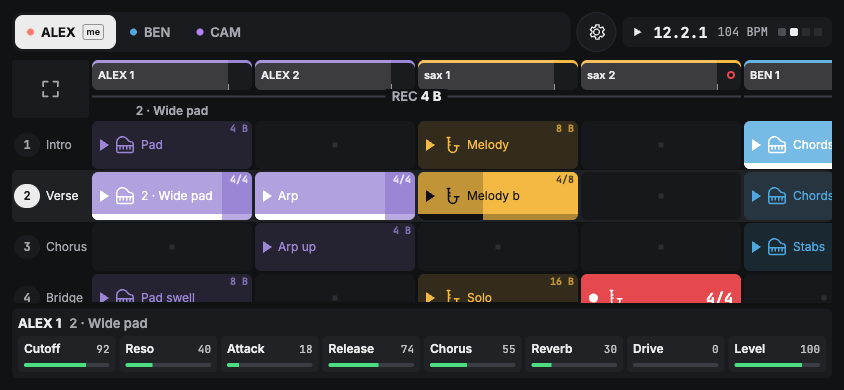 ALEX me BEN CAM 12.2.1 104 BPM
ALEX 1 ALEX 2 sax 1 sax 2 BEN 1
REC 4 B
2 · Wide pad
1 Intro Pad 4 B Melody 8 B Chords
2 Verse 2 · Wide pad 4/4 Arp 4/4 Melody b 4/8 Chords
3 Chorus Arp up 4 B Stabs
4 Bridge Pad swell 8 B Solo 16 B 4/4
ALEX 1 2 · Wide pad
Cutoff 92 Reso 40 Attack 18 Release 74 Chorus 55 Reverb 30 Drive 0 Level 100